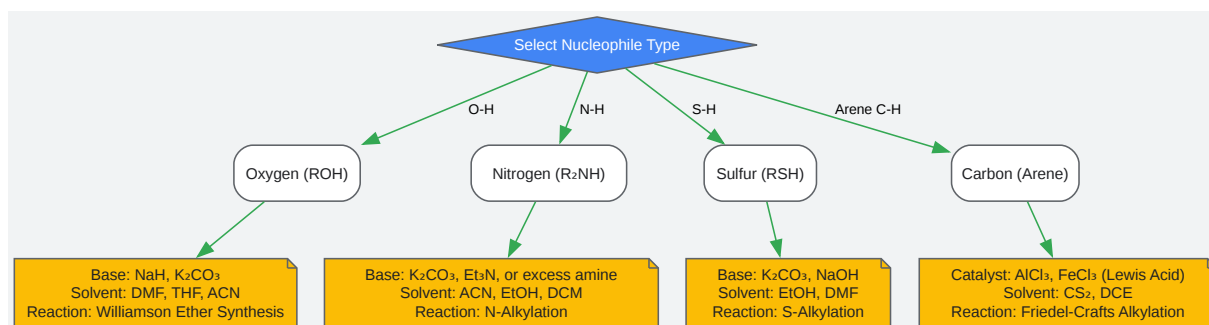 Select Nucleophile Type
O-H
N-H
S-H
Arene C-H
Oxygen (ROH)
Nitrogen (R₂NH)
Sulfur (RSH)
Carbon (Arene)
Base: NaH, K₂CO₃
Solvent: DMF, THF, ACN
Reaction: Williamson Ether Synthesis
Base: K₂CO₃, Et₃N, or excess amine
Solvent: ACN, EtOH, DCM
Reaction: N-Alkylation
Base: K₂CO₃, NaOH
Solvent: EtOH, DMF
Reaction: S-Alkylation
Catalyst: AlCl₃, FeCl₃ (Lewis Acid)
Solvent: CS₂, DCE
Reaction: Friedel-Crafts Alkylation